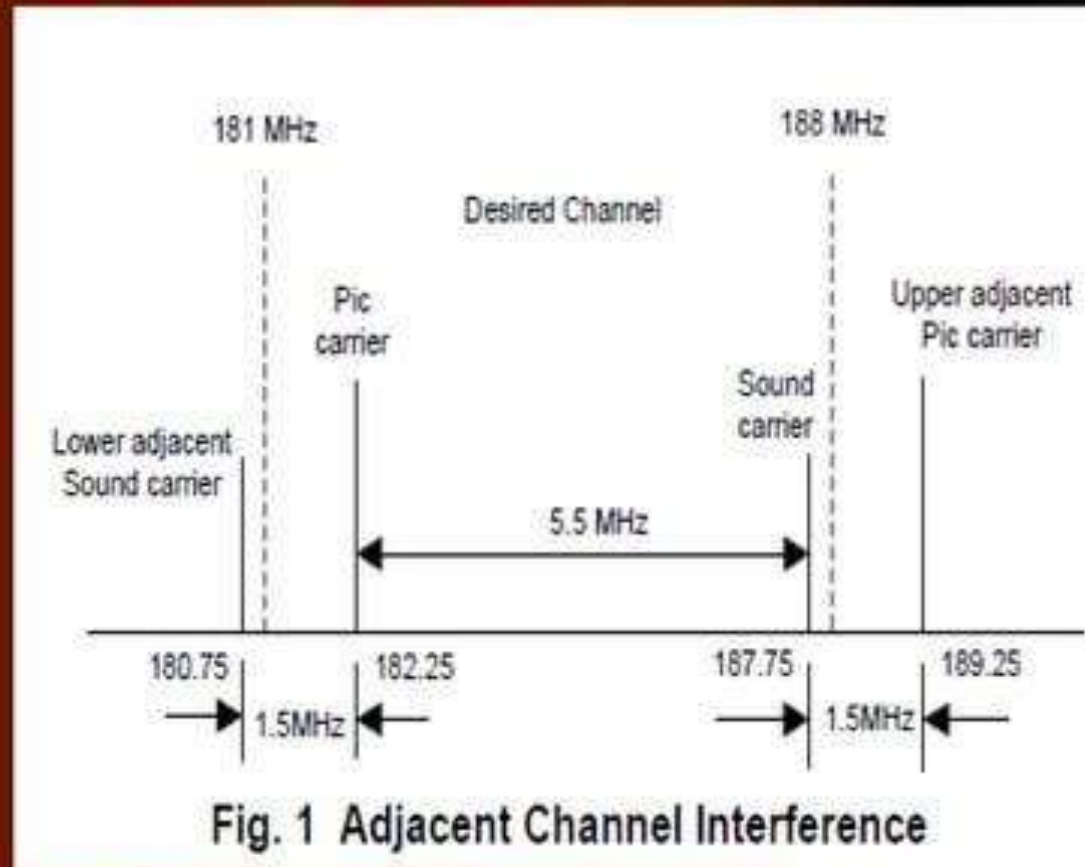 181 MHz
188 MHz
Desired Channel
Pic
carrier
Upper adjacent
Pic carrier
Sound
carrier
Lower adjacent
Sound carrier
5.5 MHz
180.75
182.25
187.75
189.25
1.5MHz
1.5MHz
Fig. 1 Adjacent Channel Interference